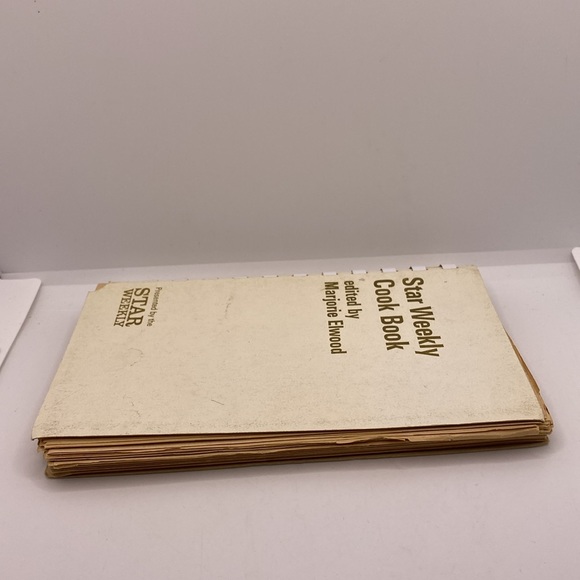 Star Weekly
Cook Book
edited by
Marjorie Elwood
Presented by the
STAR
WEEKLY